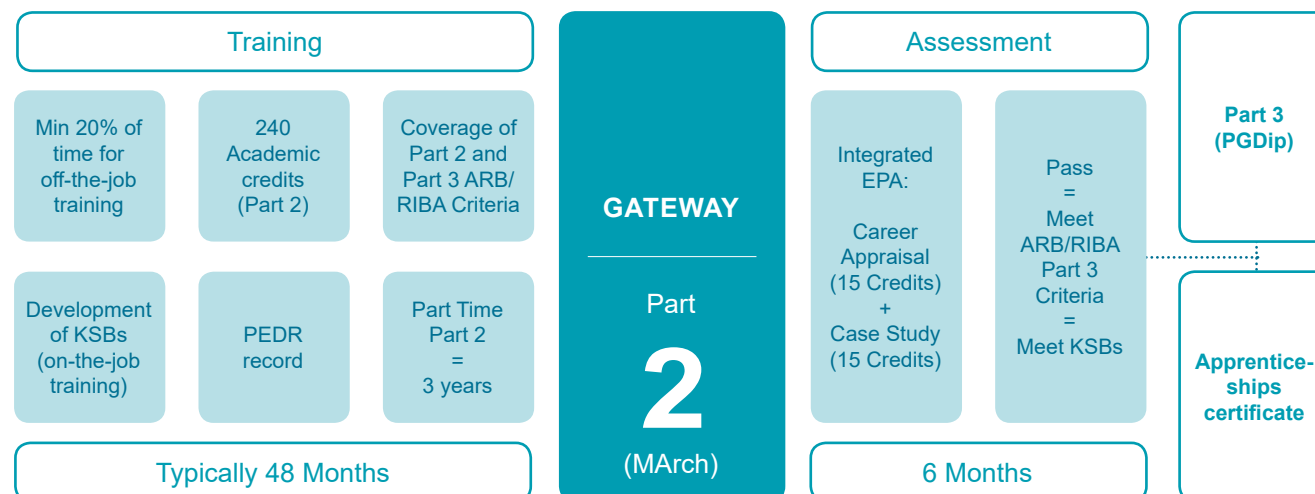 Training
Min 20% of
time for
off-the-job
training
240
Academic
credits
(Part 2)
Coverage of
Part 2 and
Part 3 ARB/
RIBA Criteria
Development
of KSBs
(on-the-job
training)
PEDR
record
Part Time
Part 2
=
3 years
Typically 48 Months
GATEWAY
Part
2
(MArch)
Assessment
Integrated
EPA:
Career
Appraisal
(15 Credits)
+
Case Study
(15 Credits)
Pass
=
Meet
ARB/RIBA
Part 3
Criteria
=
Meet KSBs
6 Months
Part 3
(PGDip)
Apprentice-
ships
certificate